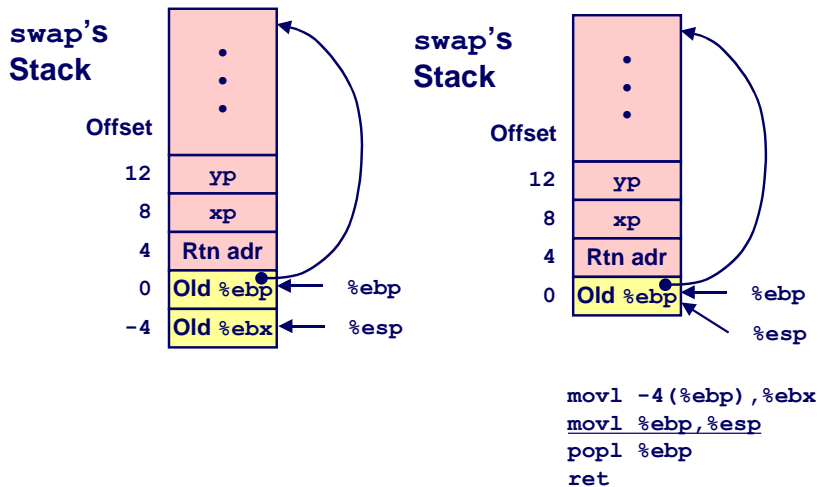 swap's
Stack
Offset
12 yp
8 xp
4 Rtn adr
0 Old %ebp %ebp
-4 Old %ebx %esp
swap's
Stack
Offset
12 yp
8 xp
4 Rtn adr
0 Old %ebp %ebp
%esp
movl -4(%ebp),%ebx
movl %ebp,%esp
popl %ebp
ret